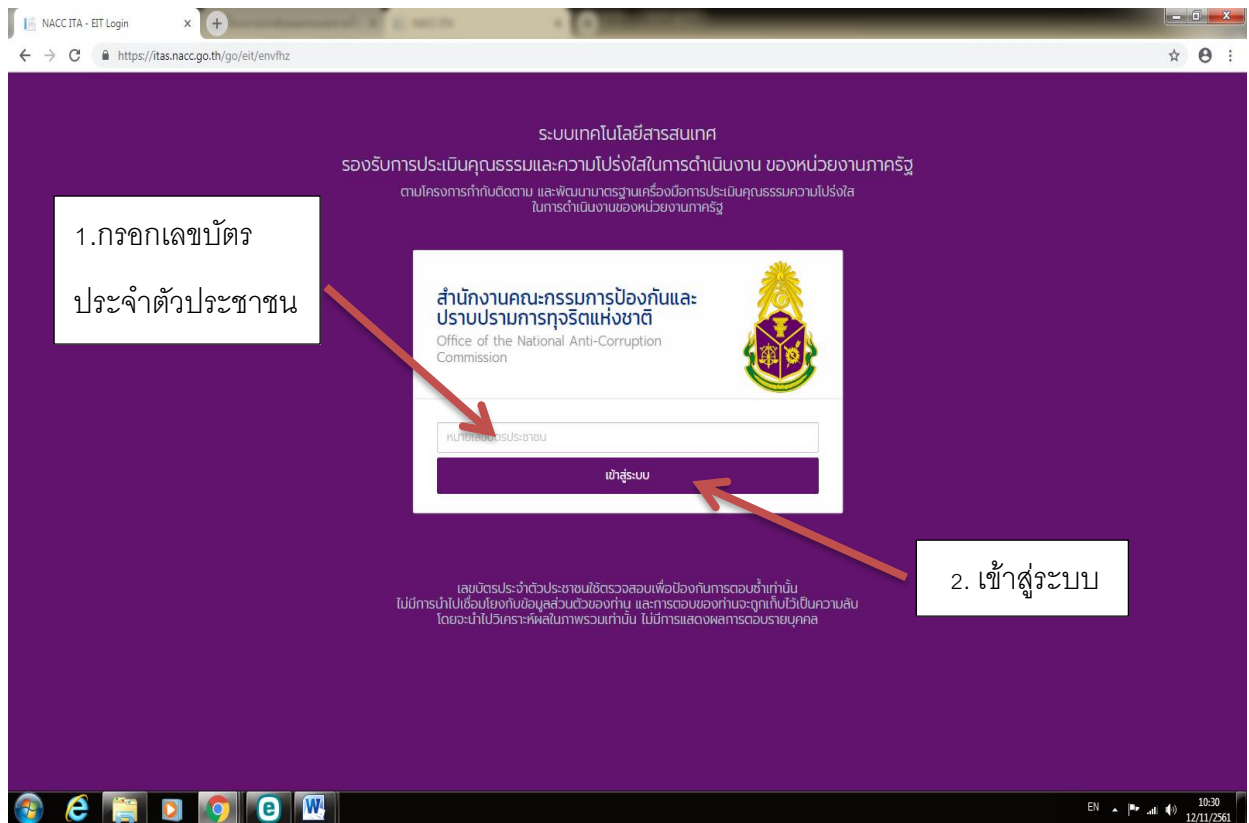 NACC ITA - EIT Login
https://itas.nacc.go.th/go/eit/envfhz
ระบบเทคโนโลยีสารสนเทศ
รองรับการประเมินคุณธรรมและความโปร่งใสในการดำเนินงาน ของหน่วยงานภาครัฐ
ตามโครงการกำกับติดตาม และพัฒนามาตรฐานเครื่องมือการประเมินคุณธรรมความโปร่งใส
ในการดำเนินงานของหน่วยงานภาครัฐ
1.กรอกเลขบัตร
ประจำตัวประชาชน
สำนักงานคณะกรรมการป้องกันและ
ปราบปรามการทุจริตแห่งชาติ
Office of the National Anti-Corruption
Commission
หมายเลขบัตรประชาชน
เข้าสู่ระบบ
2. เข้าสู่ระบบ
เลขบัตรประจำตัวประชาชนใช้ตรวจสอบเพื่อป้องกันการตอบซ้ำเท่านั้น
ไม่มีการนำไปเชื่อมโยงกับข้อมูลส่วนตัวของท่าน และการตอบของท่านจะถูกเก็บไว้เป็นความลับ
โดยจะนำไปวิเคราะห์ผลในภาพรวมเท่านั้น ไม่มีการแสดงผลการตอบรายบุคคล
EN
10:30
12/11/2561